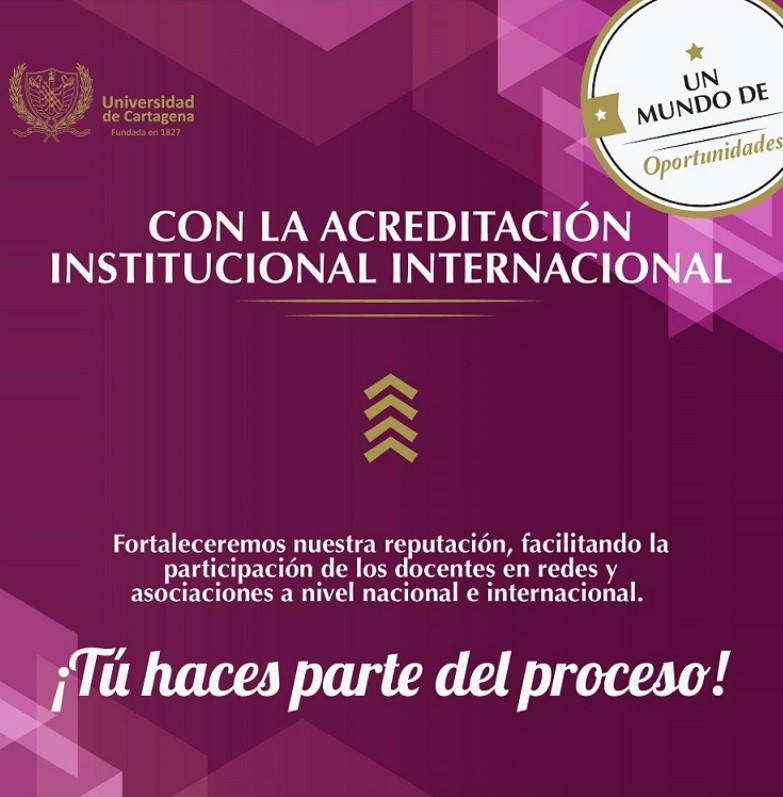 Universidad
de Cartagena
Fundada en 1827
UN
MUNDO DE
Oportunidades
CON LA ACREDITACIÓN
INSTITUCIONAL INTERNACIONAL
Fortaleceremos nuestra reputación, facilitando la
participación de los docentes en redes y
asociaciones a nivel nacional e internacional.
¡Tú haces parte del proceso!